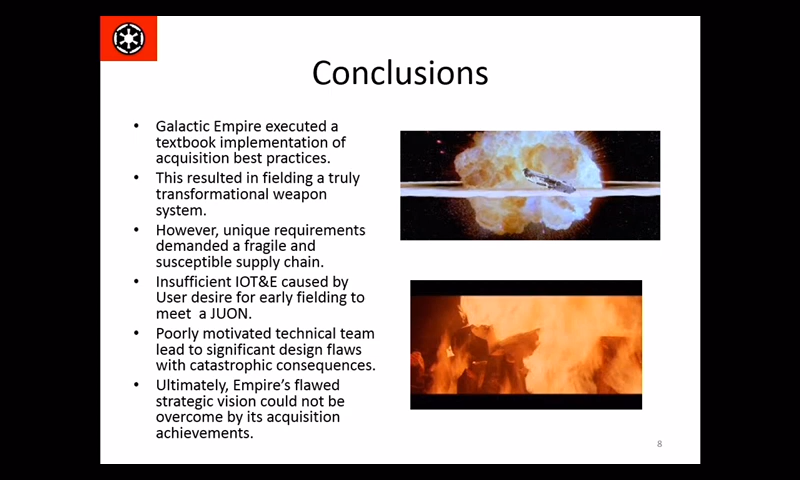 Conclusions
• Galactic Empire executed a
textbook implementation of
acquisition best practices.
• This resulted in fielding a truly
transformational weapon
system.
• However, unique requirements
demanded a fragile and
susceptible supply chain.
• Insufficient IOT&E caused by
User desire for early fielding to
meet a JUON.
• Poorly motivated technical team
lead to significant design flaws
with catastrophic consequences.
• Ultimately, Empire's flawed
strategic vision could not be
overcome by its acquisition
achievements.
8